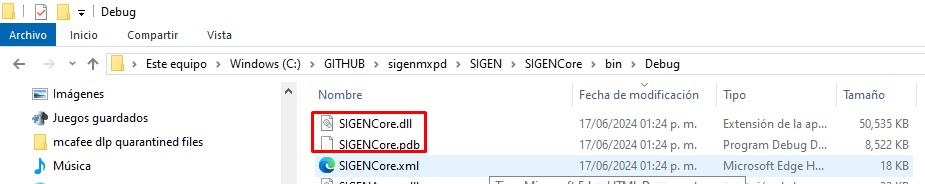 Debug
Archivo Inicio Compartir Vista
Este equipo > Windows (C:) > GITHUB > sigenmxpd > SIGEN > SIGENCore > bin > Debug
Nombre Fecha de modificación Tipo Tamaño
Imágenes
Juegos guardados
mcafee dlp quarantined files
Música
SIGENCore.dll 17/06/2024 01:24 p. m. Extensión de la ap... 50,535 KB
SIGENCore.pdb 17/06/2024 01:24 p. m. Program Debug D... 8,522 KB
SIGENCore.xml 17/06/2024 01:24 p. m. Microsoft Edge H... 18 KB